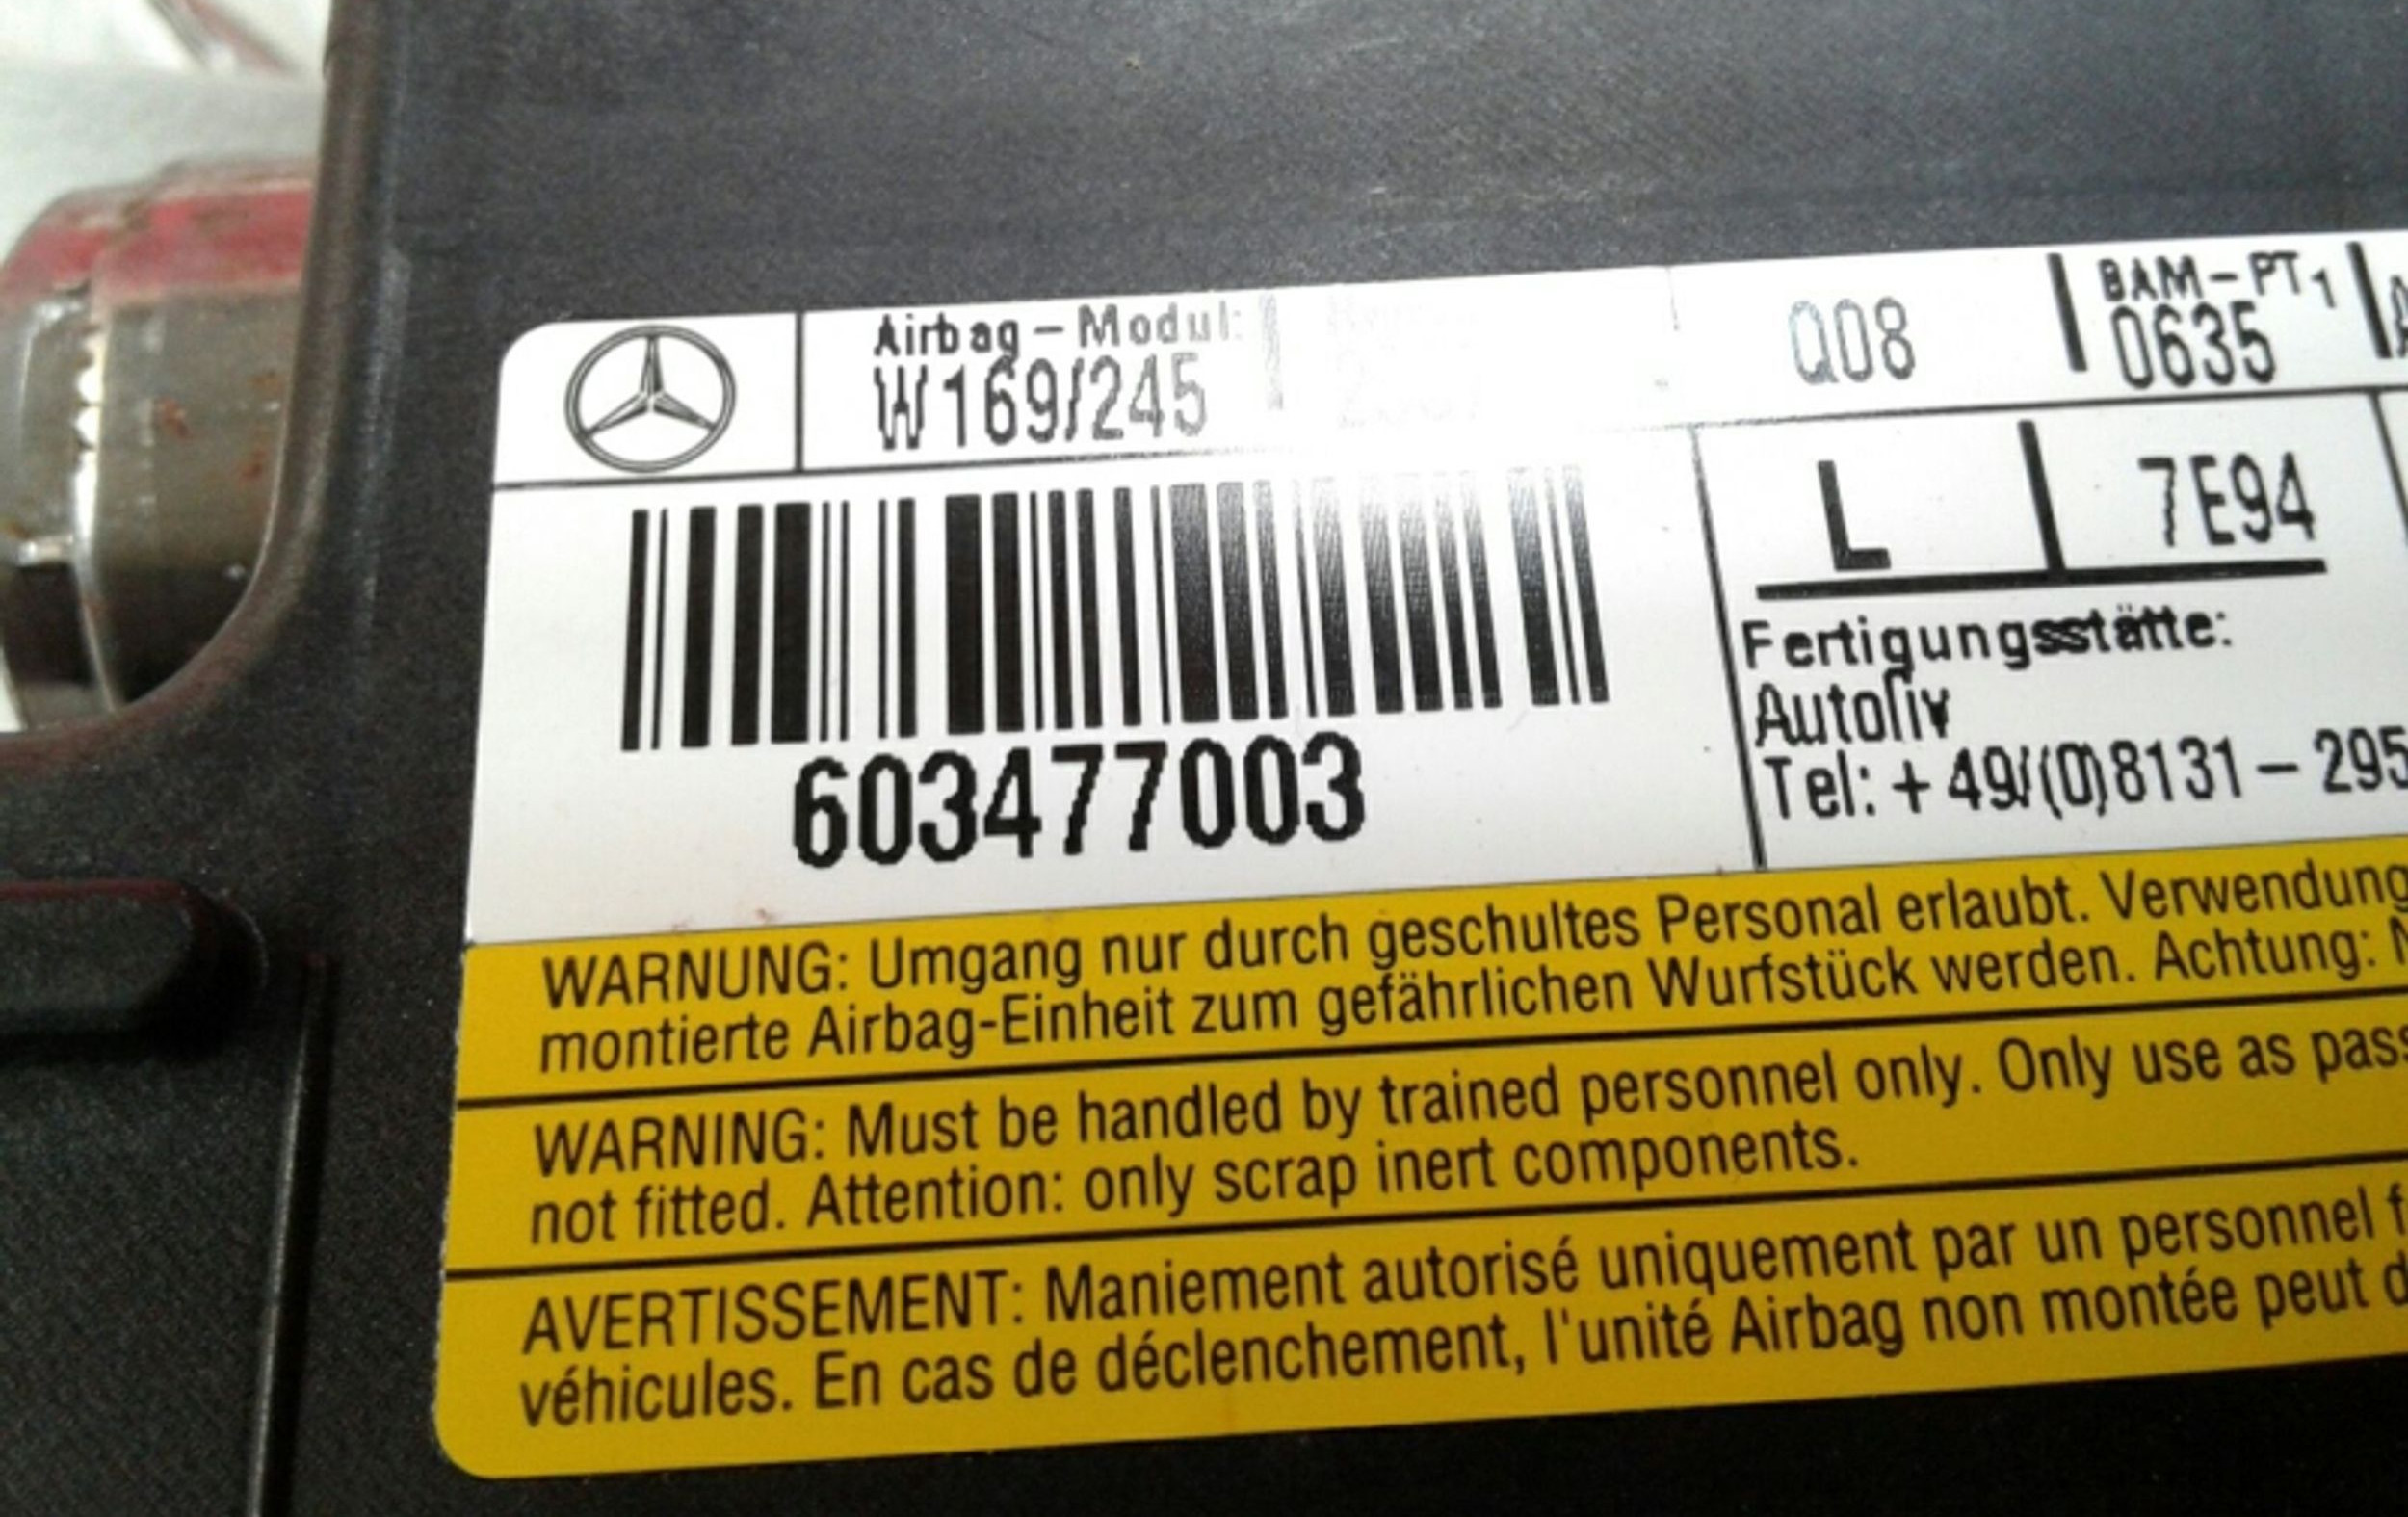 Airbag-Modul:
W169/245
Q08
BAM-PT1
0635
L
7E94
603477003
Fertigungsstätte:
Autoliv
Tel: +49/(0)8131-295
WARNUNG: Umgang nur durch geschultes Personal erlaubt. Verwendung
montierte Airbag-Einheit zum gefährlichen Wurfstück werden. Achtung:
WARNING: Must be handled by trained personnel only. Only use as pass
not fitted. Attention: only scrap inert components.
AVERTISSEMENT: Maniement autorisé uniquement par un personnel f
véhicules. En cas de déclenchement, l'unité Airbag non montée peut d